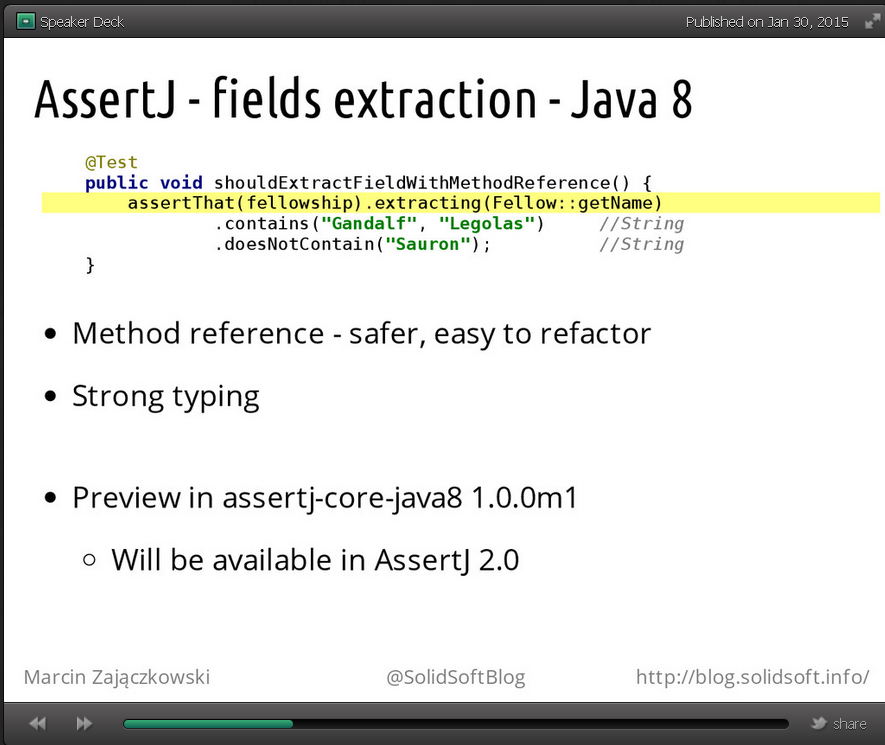 Speaker Deck
Published on Jan 30, 2015
AssertJ - fields extraction - Java 8
@Test
public void shouldExtractFieldWithMethodReference() {
    assertThat(fellowship).extracting(Fellow::getName)
            .contains("Gandalf", "Legolas")     //String
            .doesNotContain("Sauron");          //String
}
• Method reference - safer, easy to refactor
• Strong typing
• Preview in assertj-core-java8 1.0.0m1
○ Will be available in AssertJ 2.0
Marcin Zajączkowski
@SolidSoftBlog
http://blog.solidsoft.info/
share